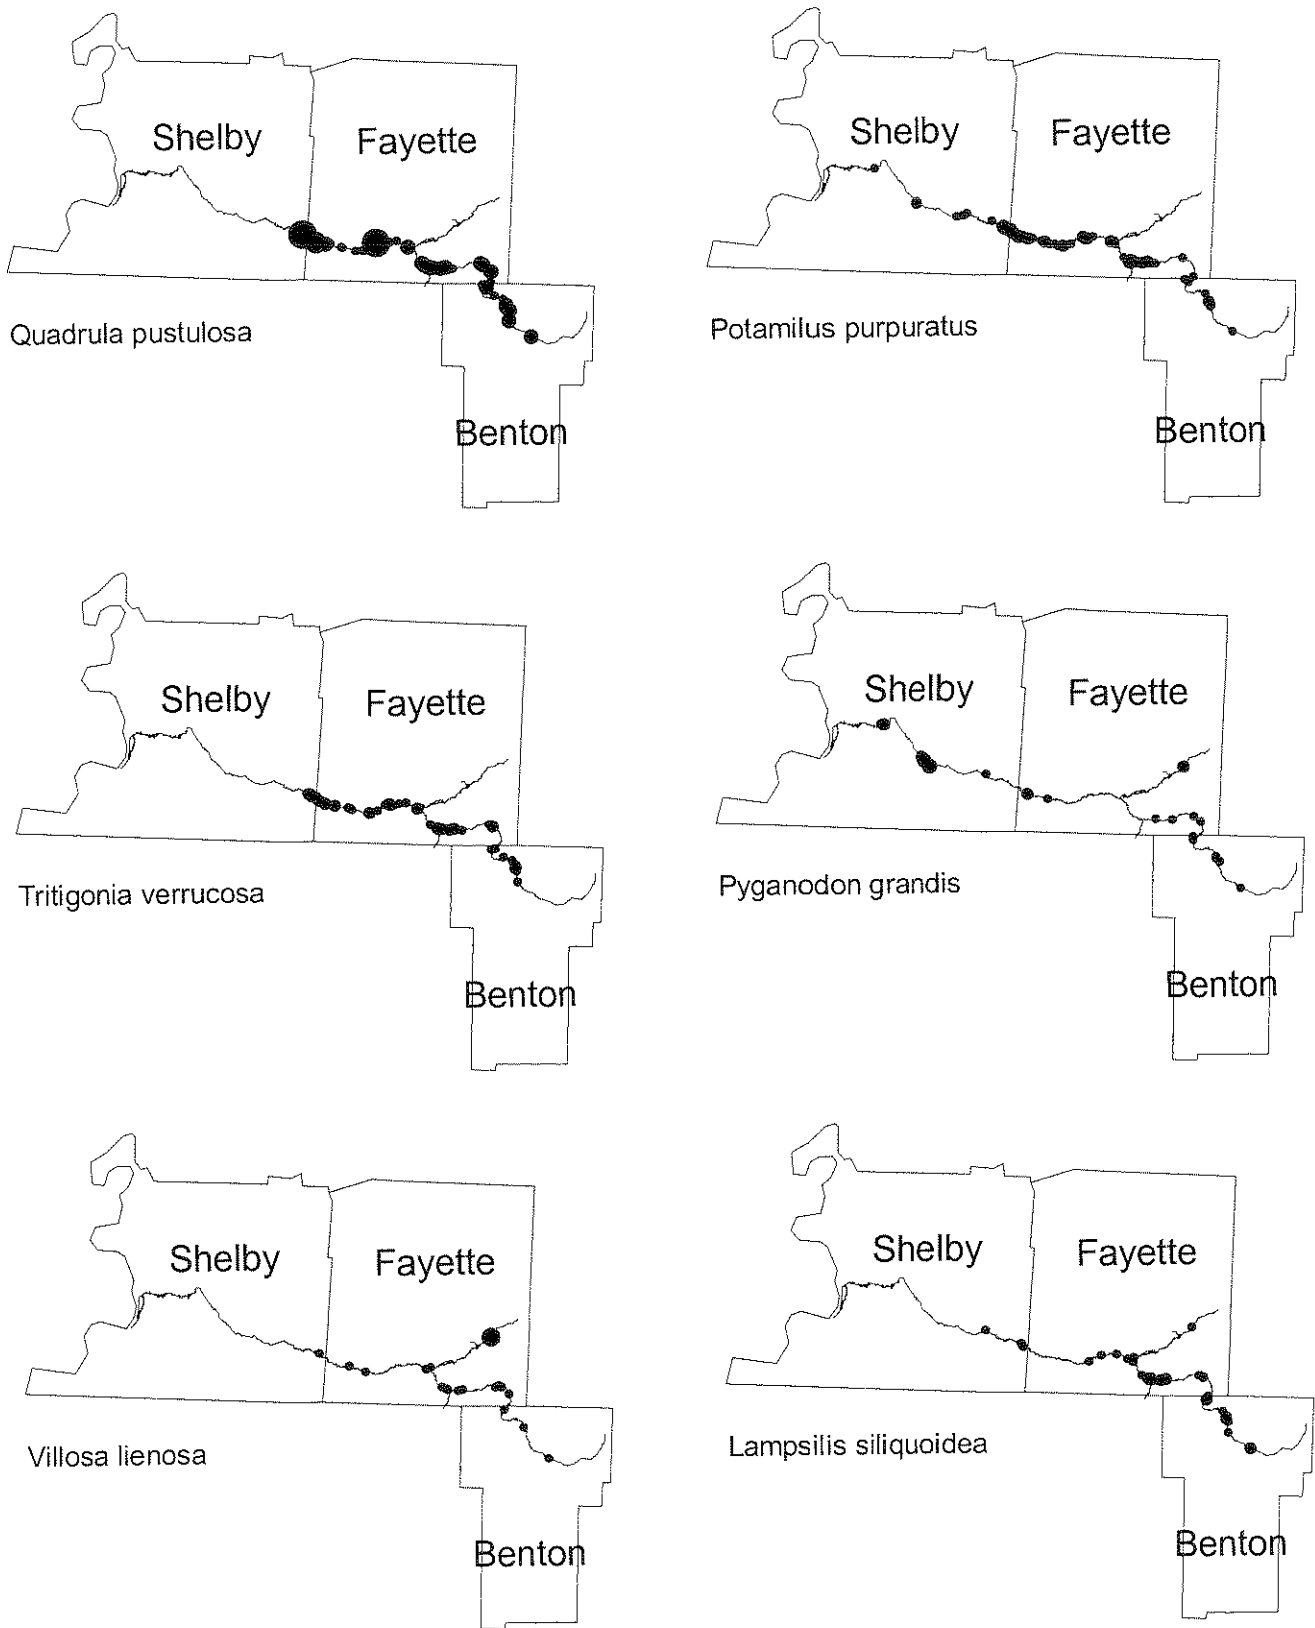 Shelby
Fayette
Quadrula pustulosa
Benton
Shelby
Fayette
Potamilus purpuratus
Benton
Shelby
Fayette
Tritigonia verrucosa
Benton
Shelby
Fayette
Pyganodon grandis
Benton
Shelby
Fayette
Villosa lienosa
Benton
Shelby
Fayette
Lampsilis siliquoidea
Benton